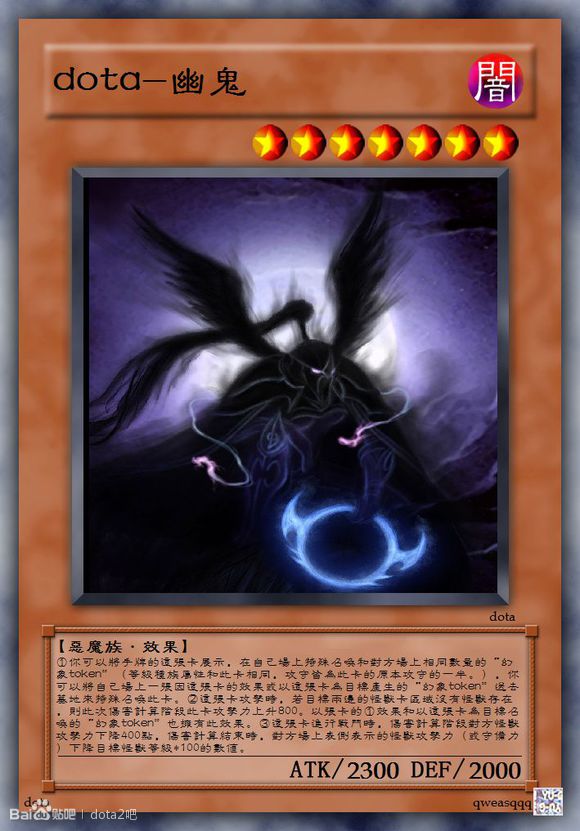 dota-幽鬼
闇
dota
【惡魔族·效果】
①你可以將手牌的這張卡展示，在自己場上特殊召喚和對方場上相同數量的“幻
象token”（等級種族屬性和此卡相同，攻守皆為此卡的原本攻守的一半。），你
可以將自己場上一張因這張卡的效果或以這張卡為目標產生的“幻象token”送去
墓地來特殊召喚此卡。②這張卡攻擊時，若目標兩邊的怪獸卡區域沒有怪獸存在
，則此次傷害計算階段此卡攻擊力上升800。以張卡的①效果和以這張卡為目標召
喚的“幻象token”也擁有此效果。③這張卡進行戰鬥時，傷害計算階段對方怪獸
攻擊力下降400點，傷害計算結束時，對方場上表側表示的怪獸攻擊力（或守備力
）下降目標怪獸等級*100的數值。
ATK/2300 DEF/2000
Bai 贴吧 | dota2吧
qweasqqq